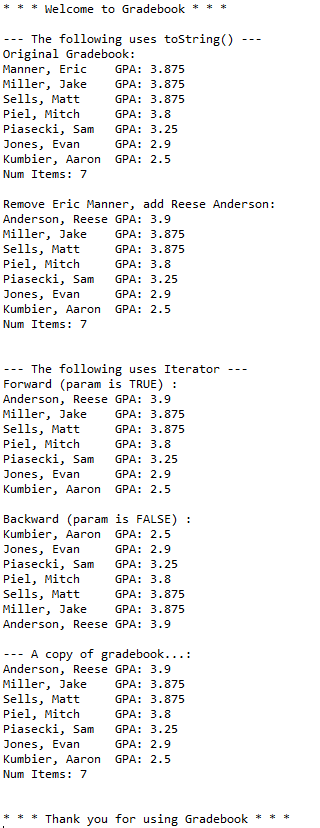 * * * Welcome to Gradebook * * *
--- The following uses toString() ---
Original Gradebook:
Manner, Eric    GPA: 3.875
Miller, Jake    GPA: 3.875
Sells, Matt     GPA: 3.875
Piel, Mitch     GPA: 3.8
Piasecki, Sam   GPA: 3.25
Jones, Evan     GPA: 2.9
Kumbier, Aaron  GPA: 2.5
Num Items: 7
Remove Eric Manner, add Reese Anderson:
Anderson, Reese GPA: 3.9
Miller, Jake    GPA: 3.875
Sells, Matt     GPA: 3.875
Piel, Mitch     GPA: 3.8
Piasecki, Sam   GPA: 3.25
Jones, Evan     GPA: 2.9
Kumbier, Aaron  GPA: 2.5
Num Items: 7
--- The following uses Iterator ---
Forward (param is TRUE) :
Anderson, Reese GPA: 3.9
Miller, Jake    GPA: 3.875
Sells, Matt     GPA: 3.875
Piel, Mitch     GPA: 3.8
Piasecki, Sam   GPA: 3.25
Jones, Evan     GPA: 2.9
Kumbier, Aaron  GPA: 2.5
Backward (param is FALSE) :
Kumbier, Aaron  GPA: 2.5
Jones, Evan     GPA: 2.9
Piasecki, Sam   GPA: 3.25
Piel, Mitch     GPA: 3.8
Sells, Matt     GPA: 3.875
Miller, Jake    GPA: 3.875
Anderson, Reese GPA: 3.9
--- A copy of gradebook...:
Anderson, Reese GPA: 3.9
Miller, Jake    GPA: 3.875
Sells, Matt     GPA: 3.875
Piel, Mitch     GPA: 3.8
Piasecki, Sam   GPA: 3.25
Jones, Evan     GPA: 2.9
Kumbier, Aaron  GPA: 2.5
Num Items: 7
* * * Thank you for using Gradebook * * *